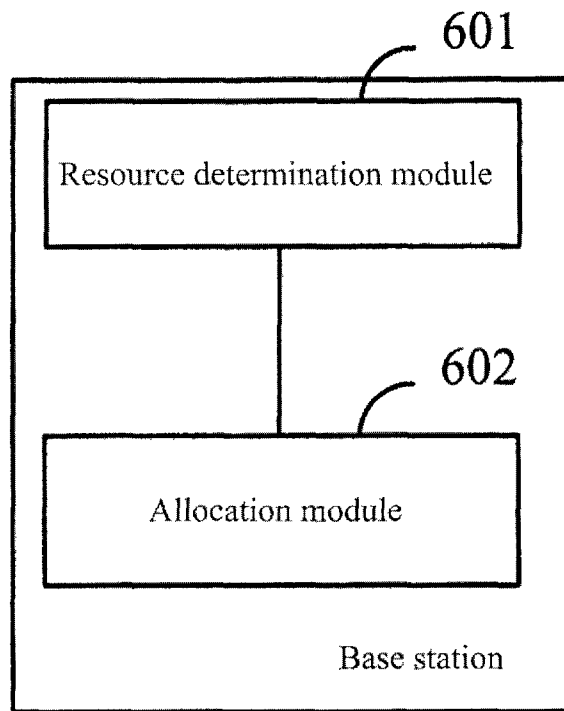 601
Resource determination module
602
Allocation module
Base station